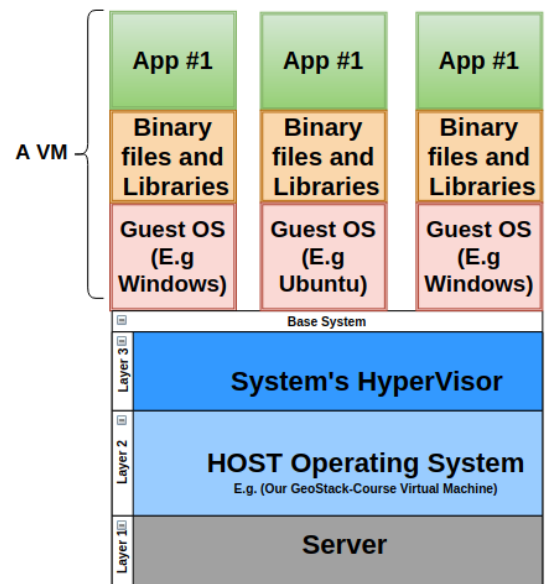 App #1
App #1
App #1
A VM
Binary
files and
Libraries
Binary
files and
Libraries
Binary
files and
Libraries
Guest OS
(E.g
Windows)
Guest OS
(E.g
Ubuntu)
Guest OS
(E.g
Windows)
Base System
Layer 3
System's HyperVisor
Layer 2
HOST Operating System
E.g. (Our GeoStack-Course Virtual Machine)
Layer 1
Server